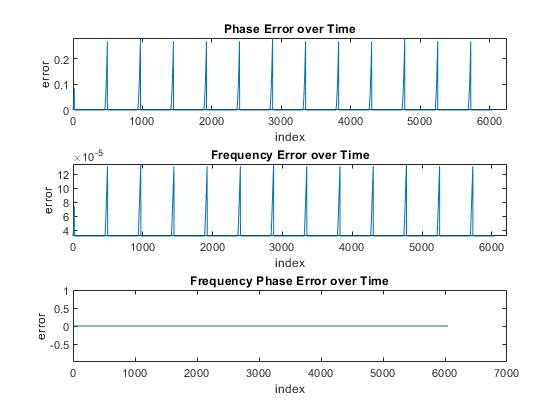 Phase Error over Time
0.2
0.1
0
error
0 1000 2000 3000 4000 5000 6000
index
×10-5
Frequency Error over Time
12
10
8
6
4
error
0 1000 2000 3000 4000 5000 6000
index
Frequency Phase Error over Time
1
0.5
0
-0.5
error
0 1000 2000 3000 4000 5000 6000 7000
index